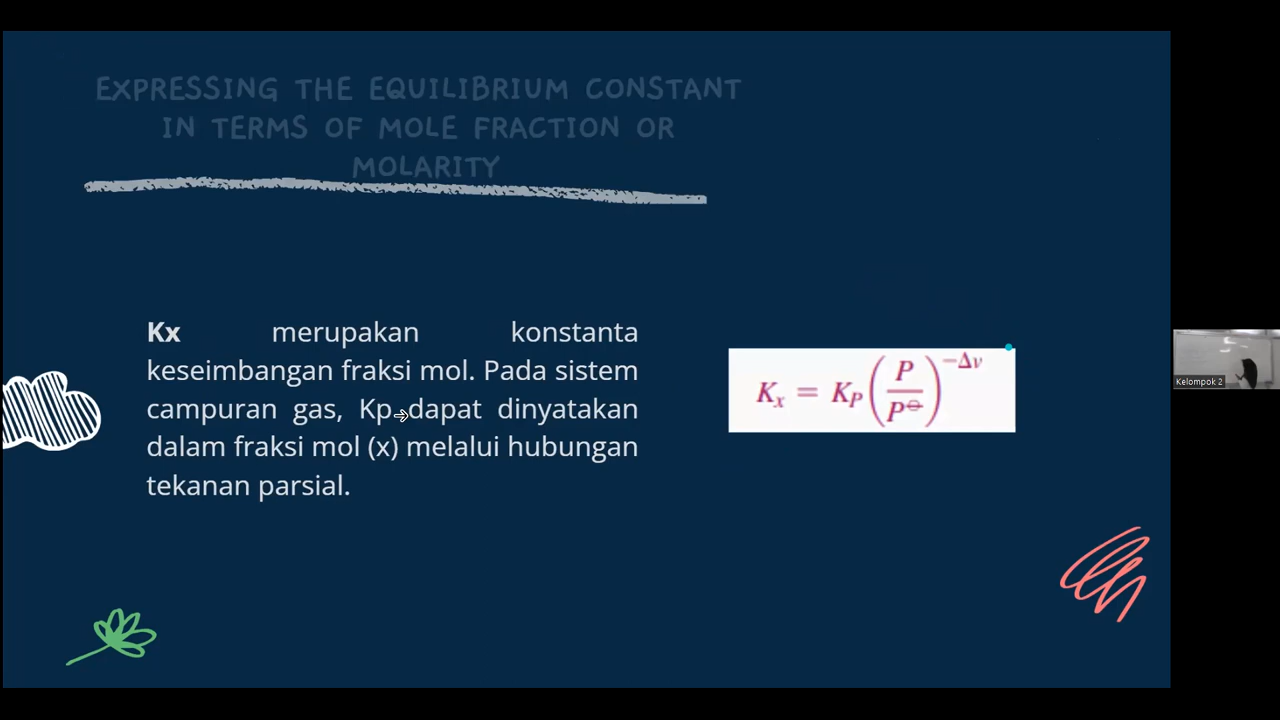 EXPRESSING THE EQUILIBRIUM CONSTANT
IN TERMS OF MOLE FRACTION OR
MOLARITY
Kx merupakan konstanta
keseimbangan fraksi mol. Pada sistem
campuran gas, Kp dapat dinyatakan
dalam fraksi mol (x) melalui hubungan
tekanan parsial.
Kₓ = K_P (P/P^⦵)^−Δν
Kelompok 2